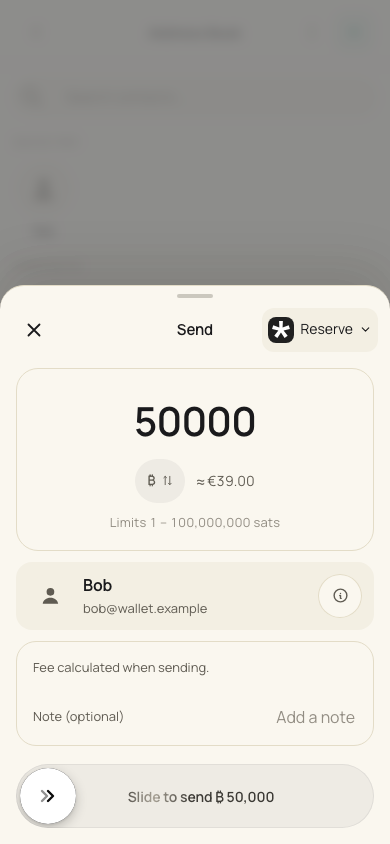 Send
Reserve
50000
₿ ≈ €39.00
Limits 1 – 100,000,000 sats
Bob
bob@wallet.example
Fee calculated when sending.
Note (optional) Add a note
Slide to send ₿ 50,000